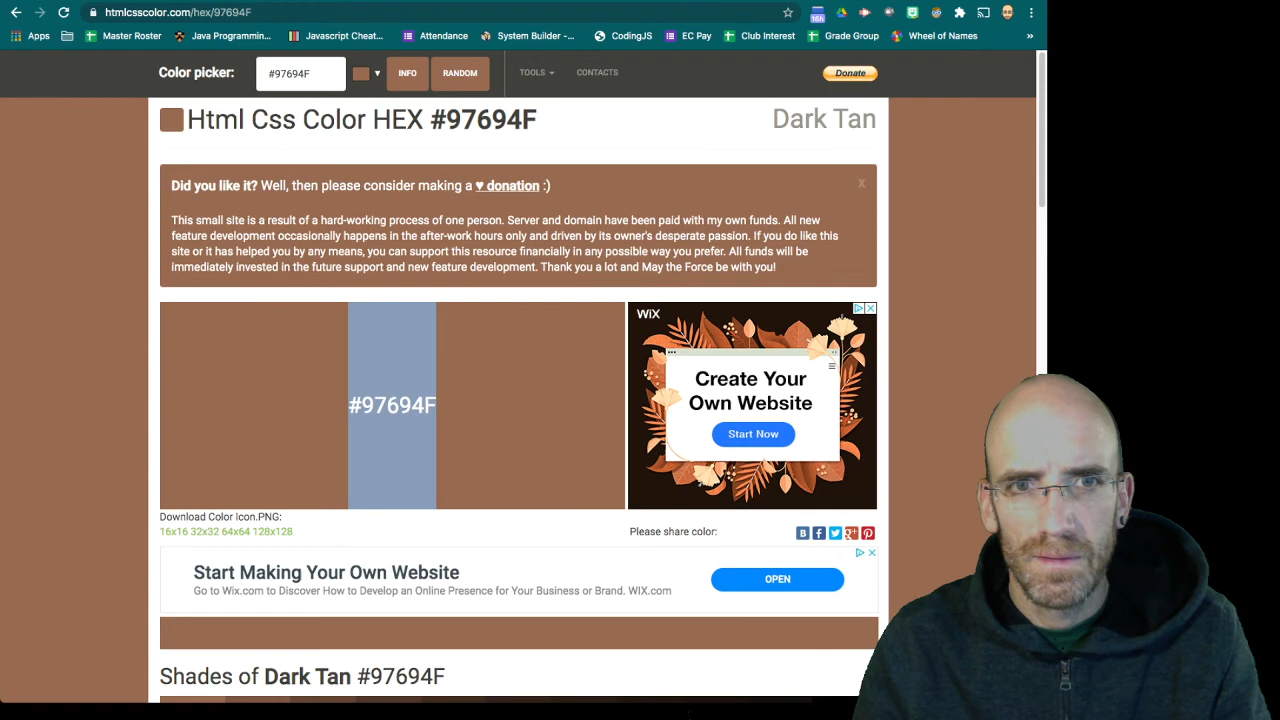 htmlcsscolor.com/hex/97694F
16h
Apps Master Roster Java Programmin... Javascript Cheat... Attendance System Builder -... CodingJS EC Pay Club Interest Grade Group Wheel of Names »
Color picker: #97694F INFO RANDOM TOOLS CONTACTS Donate
Html Css Color HEX #97694F Dark Tan
Did you like it? Well, then please consider making a ♥ donation :) x
This small site is a result of a hard-working process of one person. Server and domain have been paid with my own funds. All new
feature development occasionally happens in the after-work hours only and driven by its owner's desperate passion. If you do like this
site or it has helped you by any means, you can support this resource financially in any possible way you prefer. All funds will be
immediately invested in the future support and new feature development. Thank you a lot and May the Force be with you!
WiX
Create Your
Own Website
Start Now
#97694F
Download Color Icon.PNG:
16x16 32x32 64x64 128x128
Please share color:
Start Making Your Own Website
Go to Wix.com to Discover How to Develop an Online Presence for Your Business or Brand. WIX.com
OPEN
Shades of Dark Tan #97694F